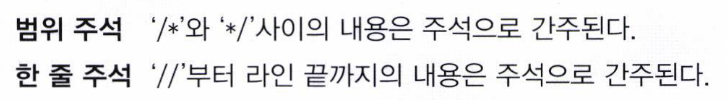 범위 주석 ‘/*’와 ‘*/’사이의 내용은 주석으로 간주된다.
한 줄 주석 ‘//’부터 라인 끝까지의 내용은 주석으로 간주된다.